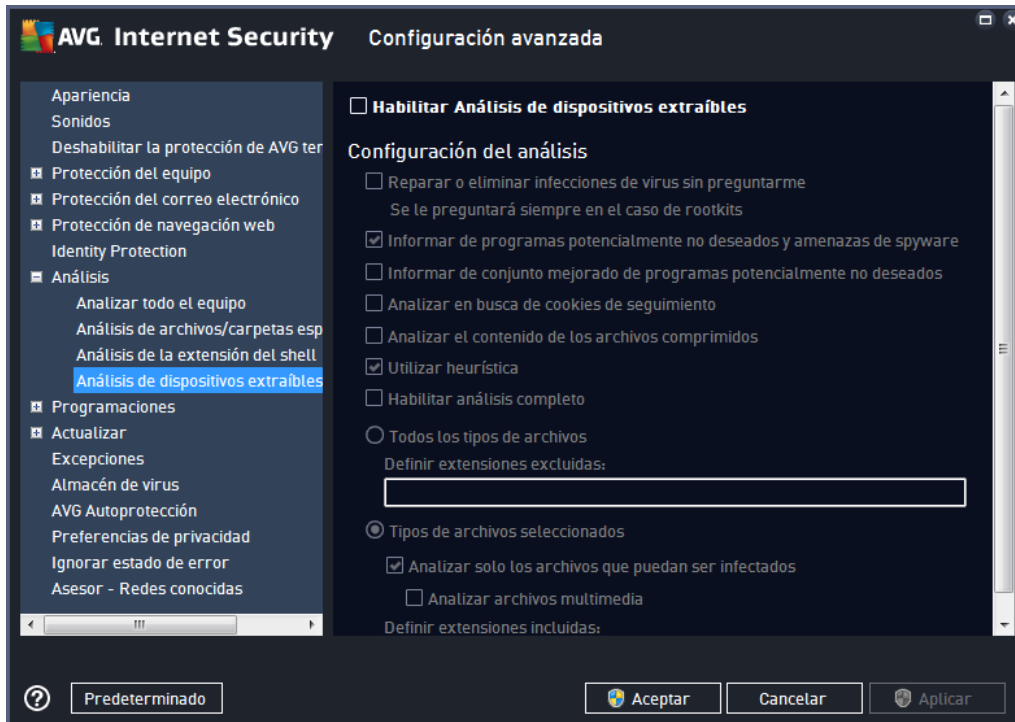 AVG. Internet Security Configuración avanzada
Apariencia
Sonidos
Deshabilitar la protección de AVG ter
Protección del equipo
Protección del correo electrónico
Protección de navegación web
Identity Protection
Análisis
Analizar todo el equipo
Análisis de archivos/carpetas esp
Análisis de la extensión del shell
Análisis de dispositivos extraíbles
Programaciones
Actualizar
Excepciones
Almacén de virus
AVG Autoprotección
Preferencias de privacidad
Ignorar estado de error
Asesor - Redes conocidas
Habilitar Análisis de dispositivos extraíbles
Configuración del análisis
Reparar o eliminar infecciones de virus sin preguntarme
Se le preguntará siempre en el caso de rootkits
Informar de programas potencialmente no deseados y amenazas de spyware
Informar de conjunto mejorado de programas potencialmente no deseados
Analizar en busca de cookies de seguimiento
Analizar el contenido de los archivos comprimidos
Utilizar heurística
Habilitar análisis completo
Todos los tipos de archivos
Definir extensiones excluidas:
Tipos de archivos seleccionados
Analizar solo los archivos que puedan ser infectados
Analizar archivos multimedia
Definir extensiones incluidas:
? Predeterminado Aceptar Cancelar Aplicar